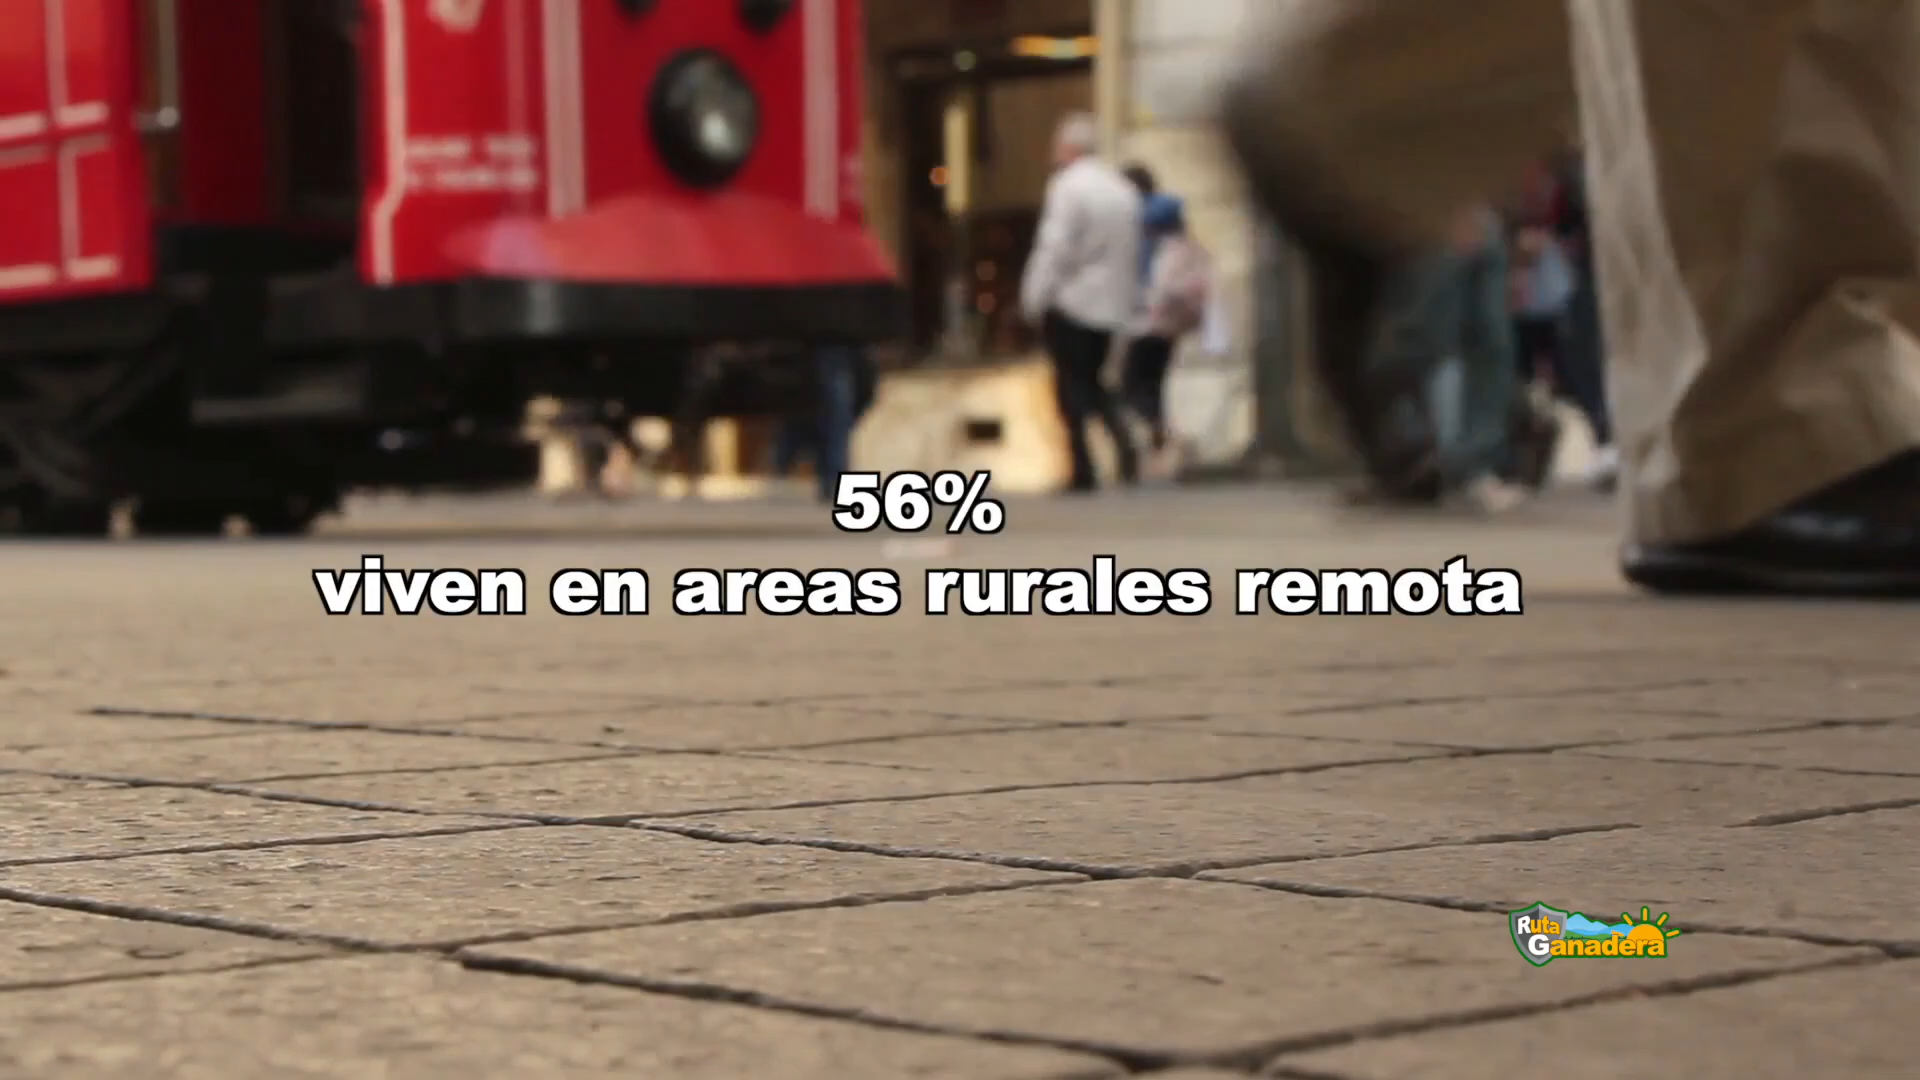 56%
viven en areas rurales remota
Ruta
Ganadera